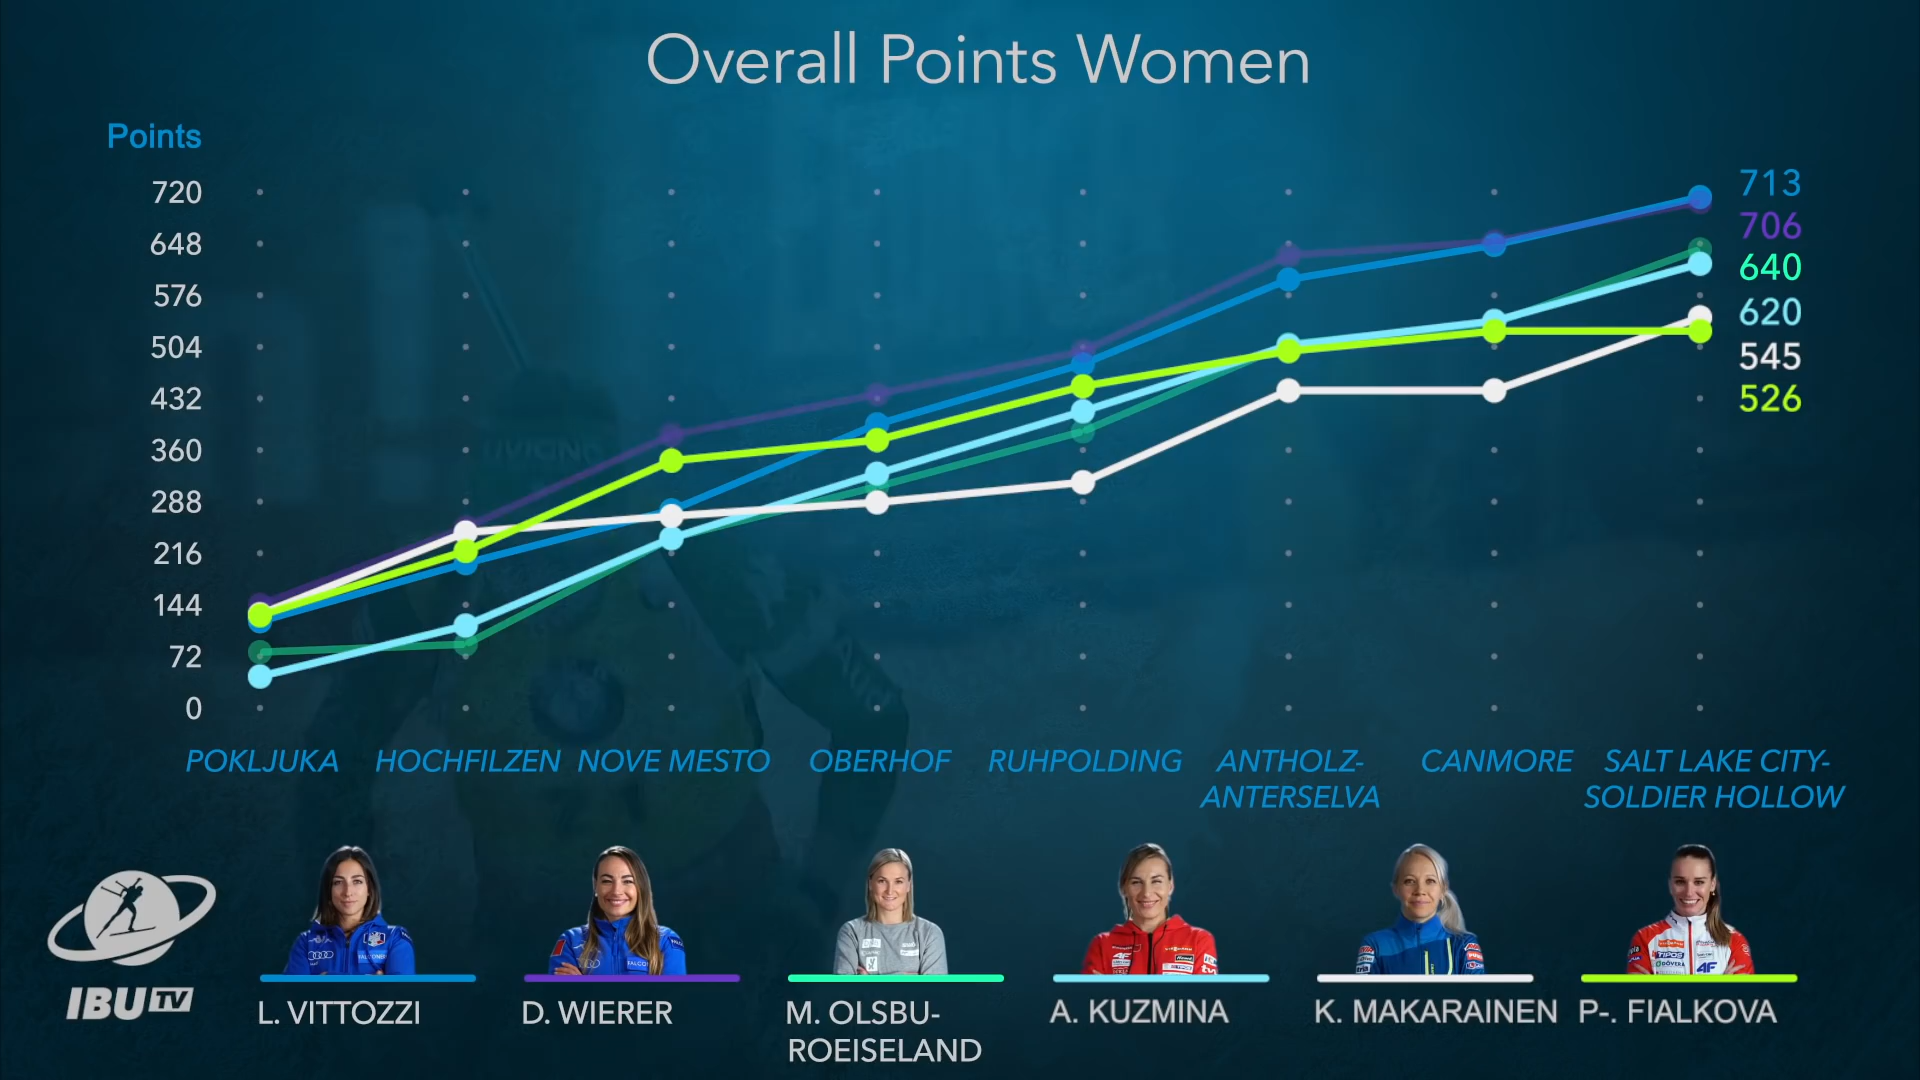 Overall Points Women
Points
720
648
576
504
432
360
288
216
144
72
0
713
706
640
620
545
526
POKLJUKA
HOCHFILZEN
NOVE MESTO
OBERHOF
RUHPOLDING
ANTHOLZ-
ANTERSELVA
CANMORE
SALT LAKE CITY-
SOLDIER HOLLOW
IBU TV
L. VITTOZZI
D. WIERER
M. OLSBU-
ROEISELAND
A. KUZMINA
K. MAKARAINEN
P-. FIALKOVA